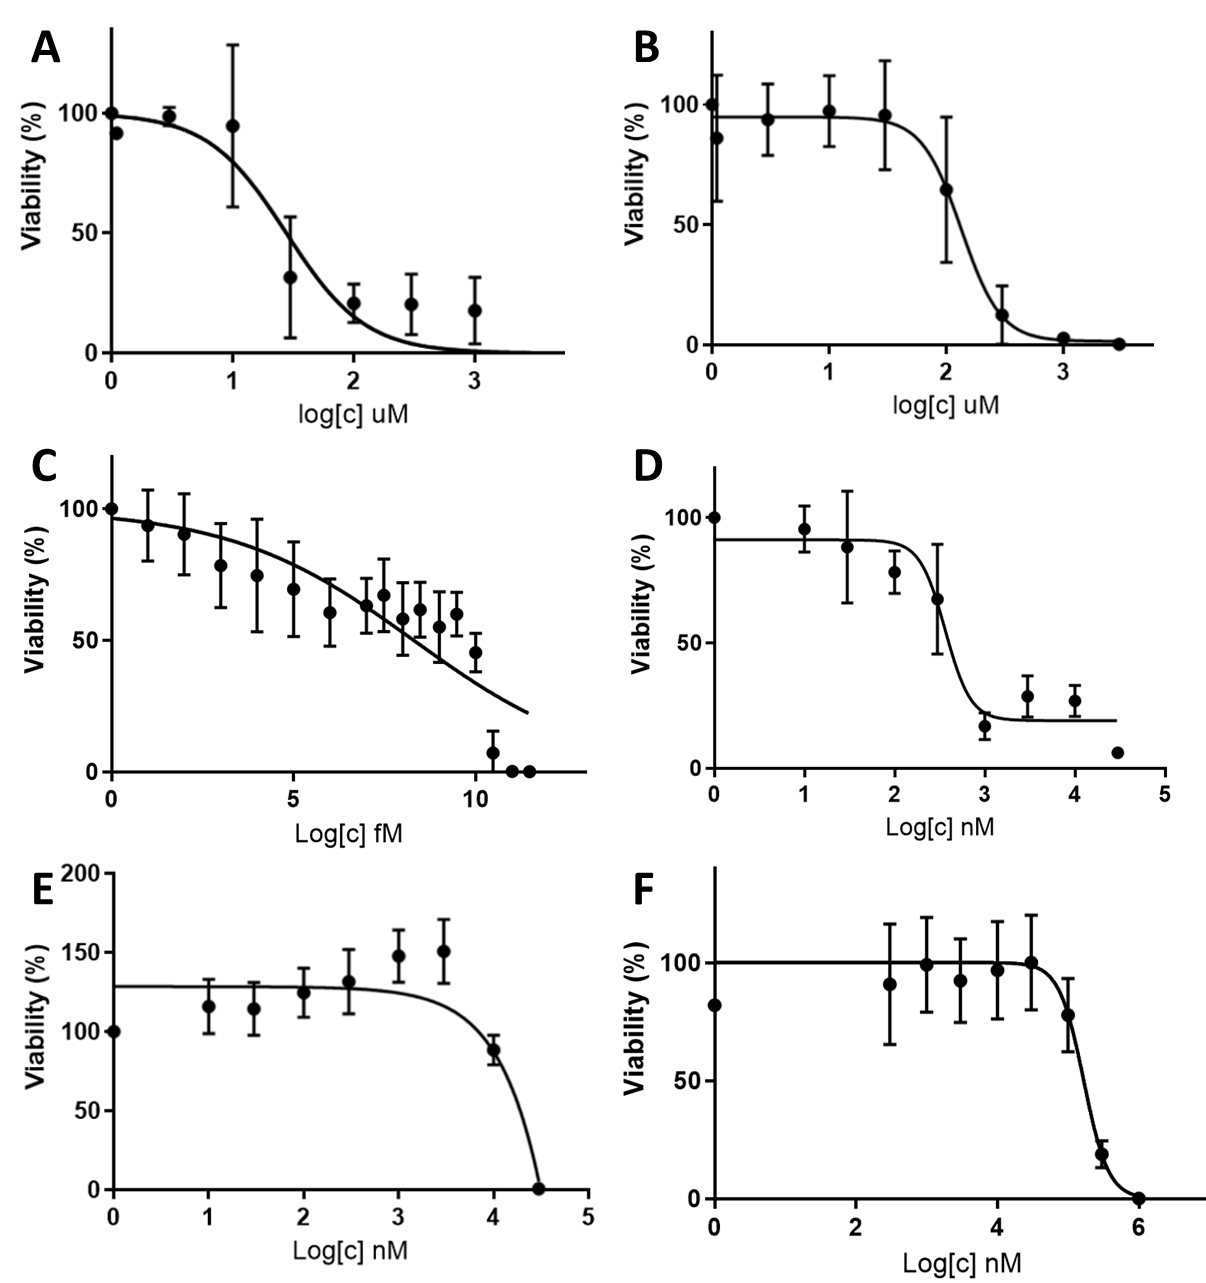 A
Viability (%)
100
50
0
0 1 2 3
log[c] uM
B
Viability (%)
100
50
0
0 1 2 3
log[c] uM
C
Viability (%)
100
50
0
0 5 10
Log[c] fM
D
Viability (%)
100
50
0
0 1 2 3 4 5
Log[c] nM
E
Viability (%)
200
150
100
50
0
0 1 2 3 4 5
Log[c] nM
F
Viability (%)
100
50
0
0 2 4 6
Log[c] nM